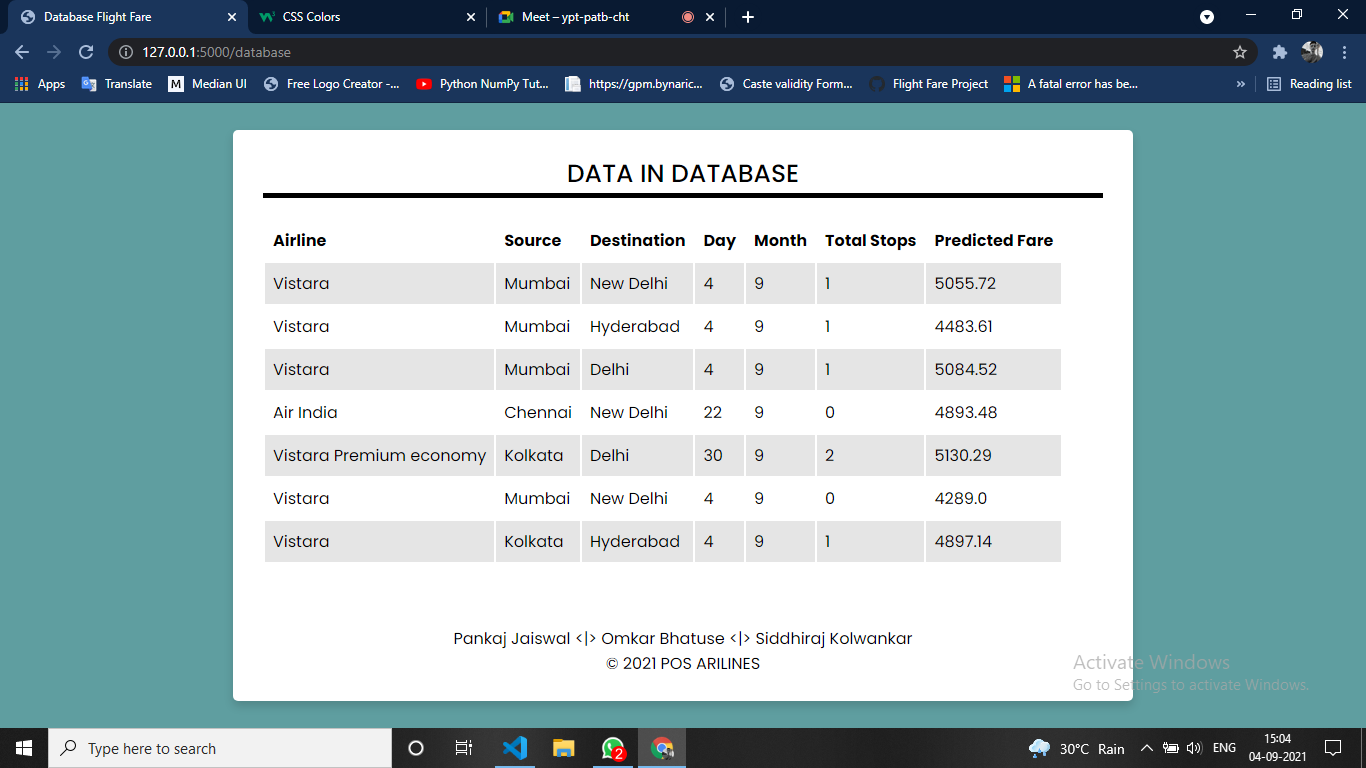 Database Flight Fare
CSS Colors
Meet – ypt-patb-cht
127.0.0.1:5000/database
Apps Translate M Median UI Free Logo Creator -... Python NumPy Tut... https://gpm.bynaric... Caste validity Form... Flight Fare Project A fatal error has be... » Reading list
DATA IN DATABASE
Airline Source Destination Day Month Total Stops Predicted Fare
Vistara Mumbai New Delhi 4 9 1 5055.72
Vistara Mumbai Hyderabad 4 9 1 4483.61
Vistara Mumbai Delhi 4 9 1 5084.52
Air India Chennai New Delhi 22 9 0 4893.48
Vistara Premium economy Kolkata Delhi 30 9 2 5130.29
Vistara Mumbai New Delhi 4 9 0 4289.0
Vistara Kolkata Hyderabad 4 9 1 4897.14
Pankaj Jaiswal <|> Omkar Bhatuse <|> Siddhiraj Kolwankar
© 2021 POS ARILINES
Activate Windows
Go to Settings to activate Windows.
Type here to search
2
30°C Rain
ENG
15:04
04-09-2021